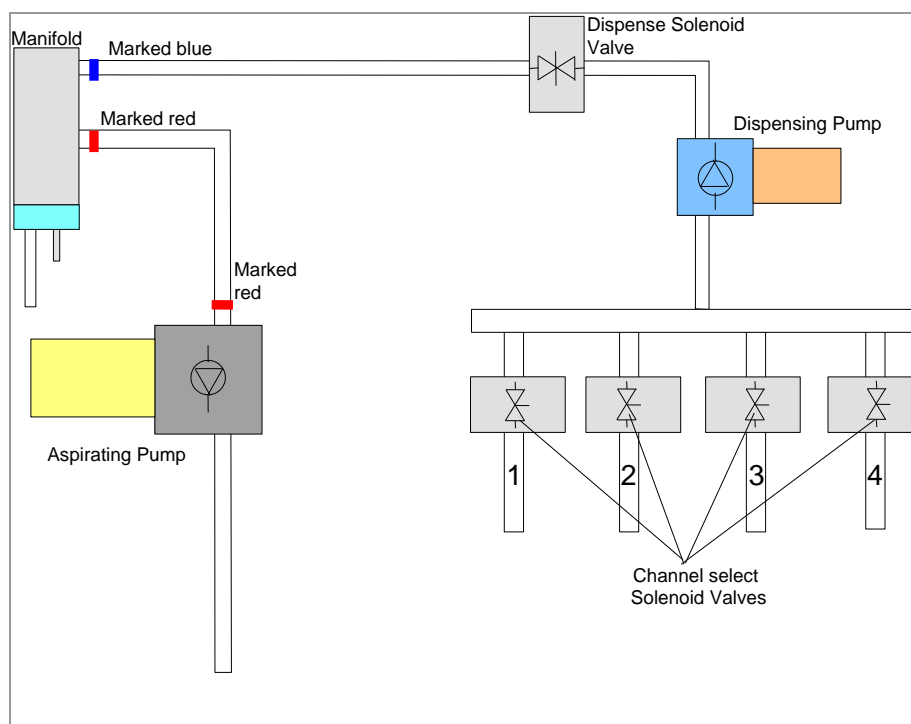 Dispense Solenoid
Valve
Manifold
Marked blue
Marked red
Dispensing Pump
Marked
red
Aspirating Pump
1
2
3
4
Channel select
Solenoid Valves